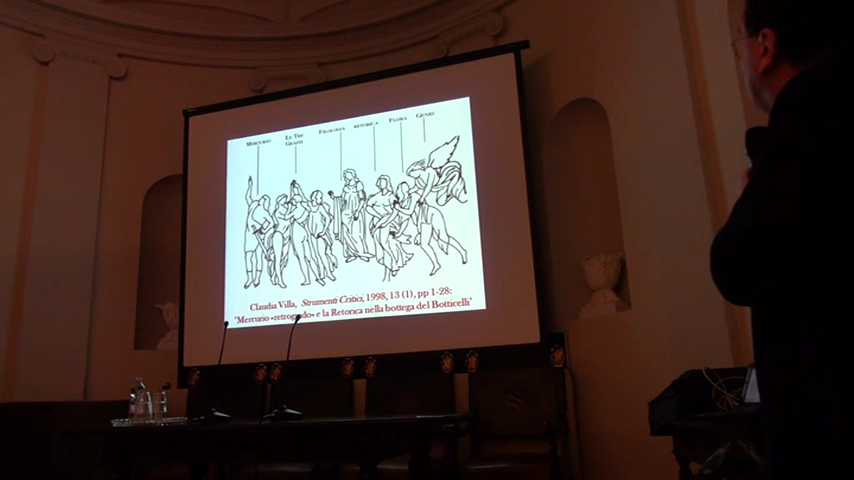 MERCURIO
LE TRE
GRAZIE
FILOLOGIA
RETORICA
FLORA
GENIO
Claudia Villa, Strumenti Critici, 1998, 13 (1), pp 1-28:
"Mercurio «retrogrado» e la Retorica nella bottega del Botticelli"